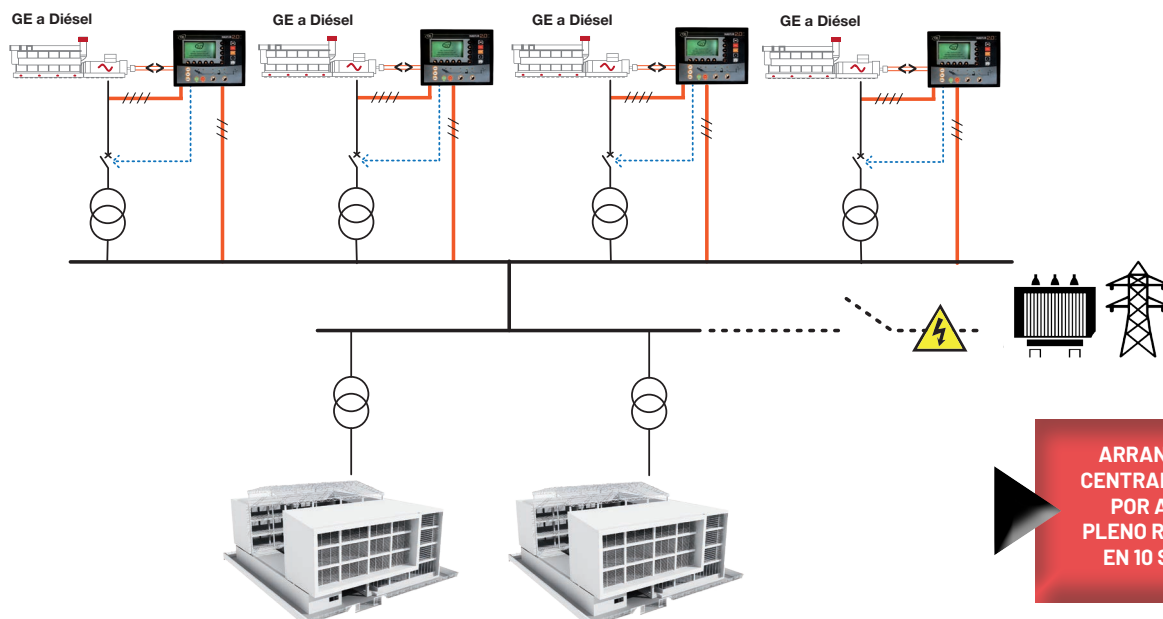 GE a Diésel
GE a Diésel
GE a Diésel
GE a Diésel
ARRAN
CENTRAL
POR A
PLENO R
EN 10 S